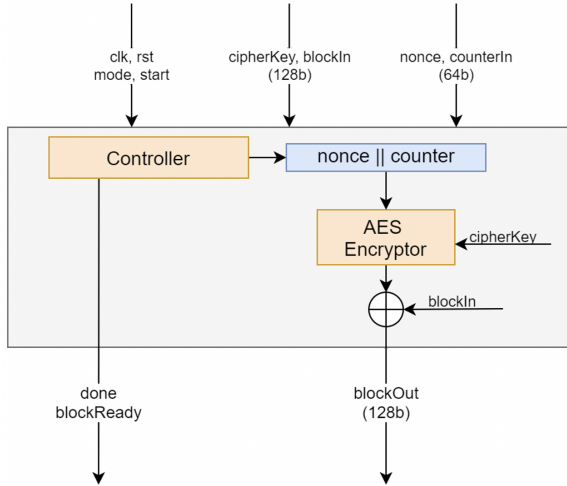 clk, rst
mode, start
cipherKey, blockIn
(128b)
nonce, counterIn
(64b)
Controller
nonce || counter
AES
Encryptor
cipherKey
blockIn
done
blockReady
blockOut
(128b)